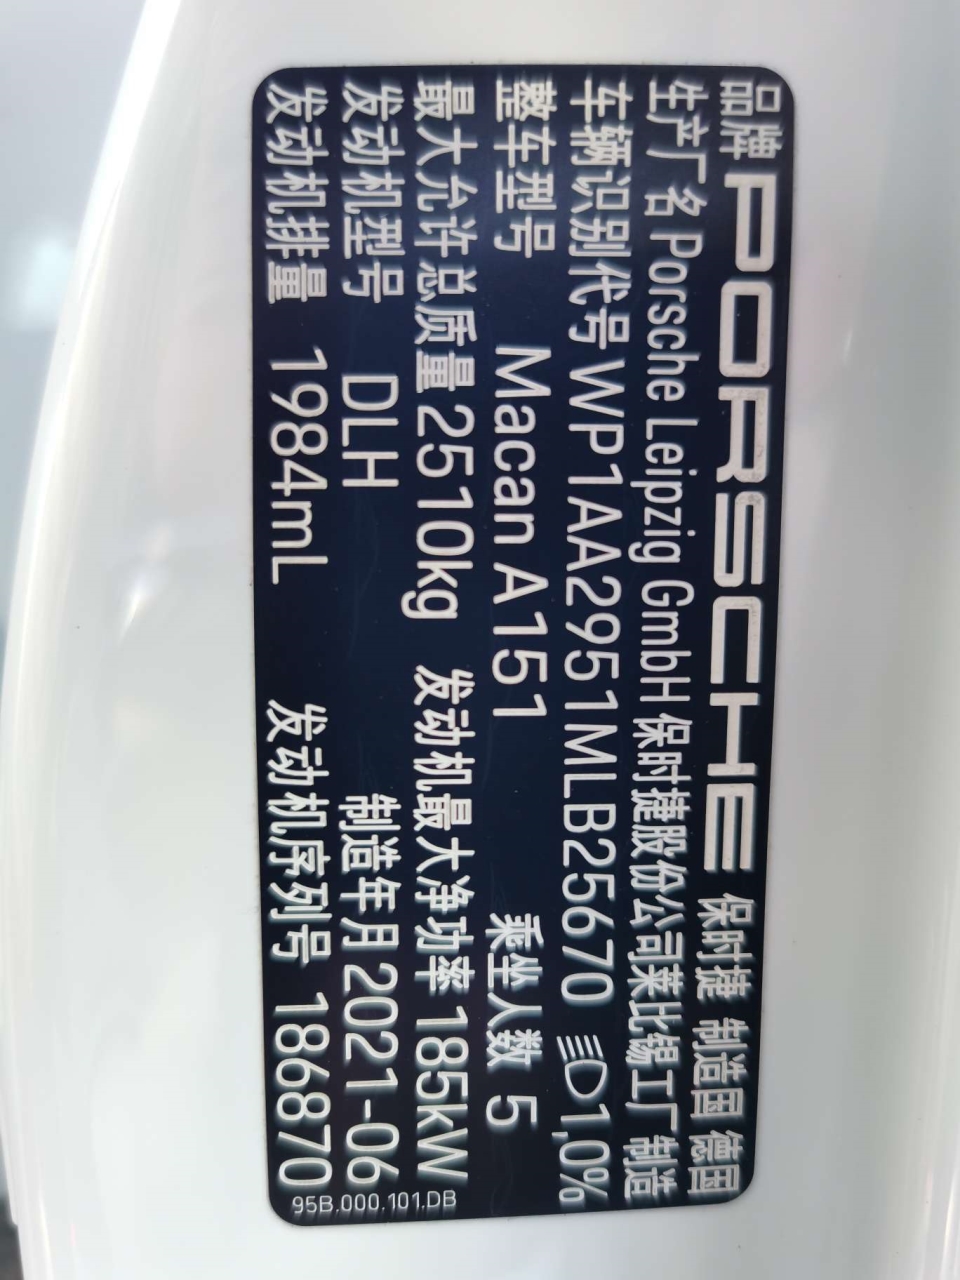 品牌 PORSCHE 保时捷 制造国 德国
生产厂名 Porsche Leipzig GmbH 保时捷股份公司莱比锡工厂 制造
车辆识别代号 WP1AA2951MLB25670 1,0%
整车型号 Macan A151 乘坐人数 5
最大允许总质量 2510kg 发动机最大净功率 185kW
发动机型号 DLH 制造年月 2021-06
发动机排量 1984mL 发动机序列号 186870
95B.000.101.DB